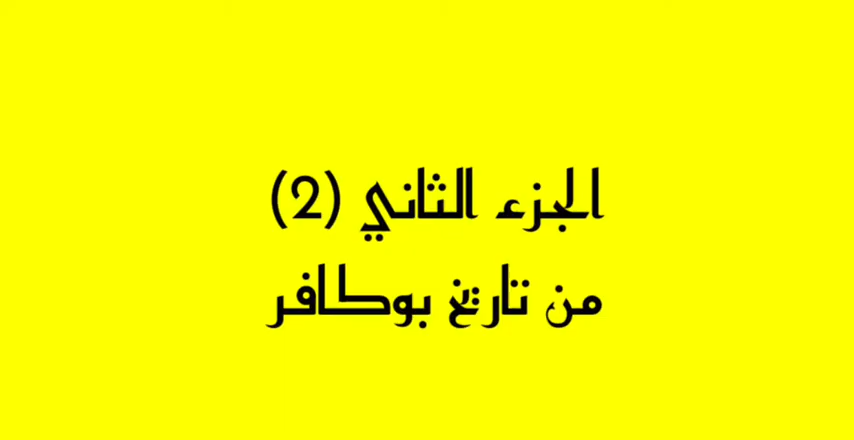 الجزء الثاني (2)
من تاريخ بوكافر